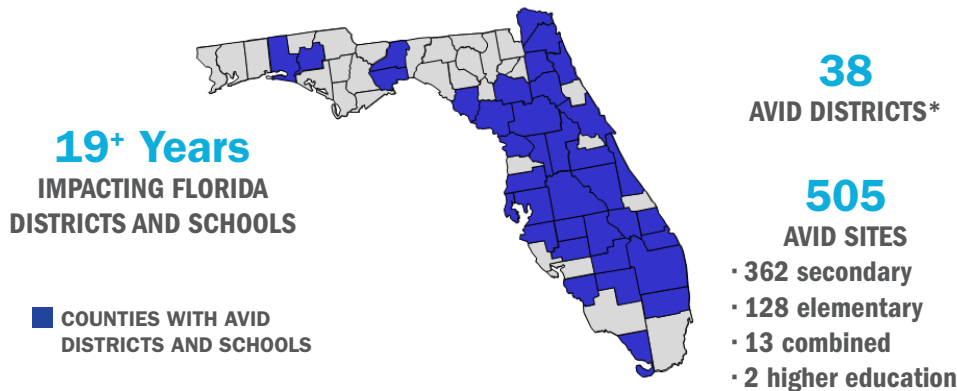 19+ Years
IMPACTING FLORIDA
DISTRICTS AND SCHOOLS
COUNTIES WITH AVID
DISTRICTS AND SCHOOLS
38
AVID DISTRICTS*
505
AVID SITES
· 362 secondary
· 128 elementary
· 13 combined
· 2 higher education